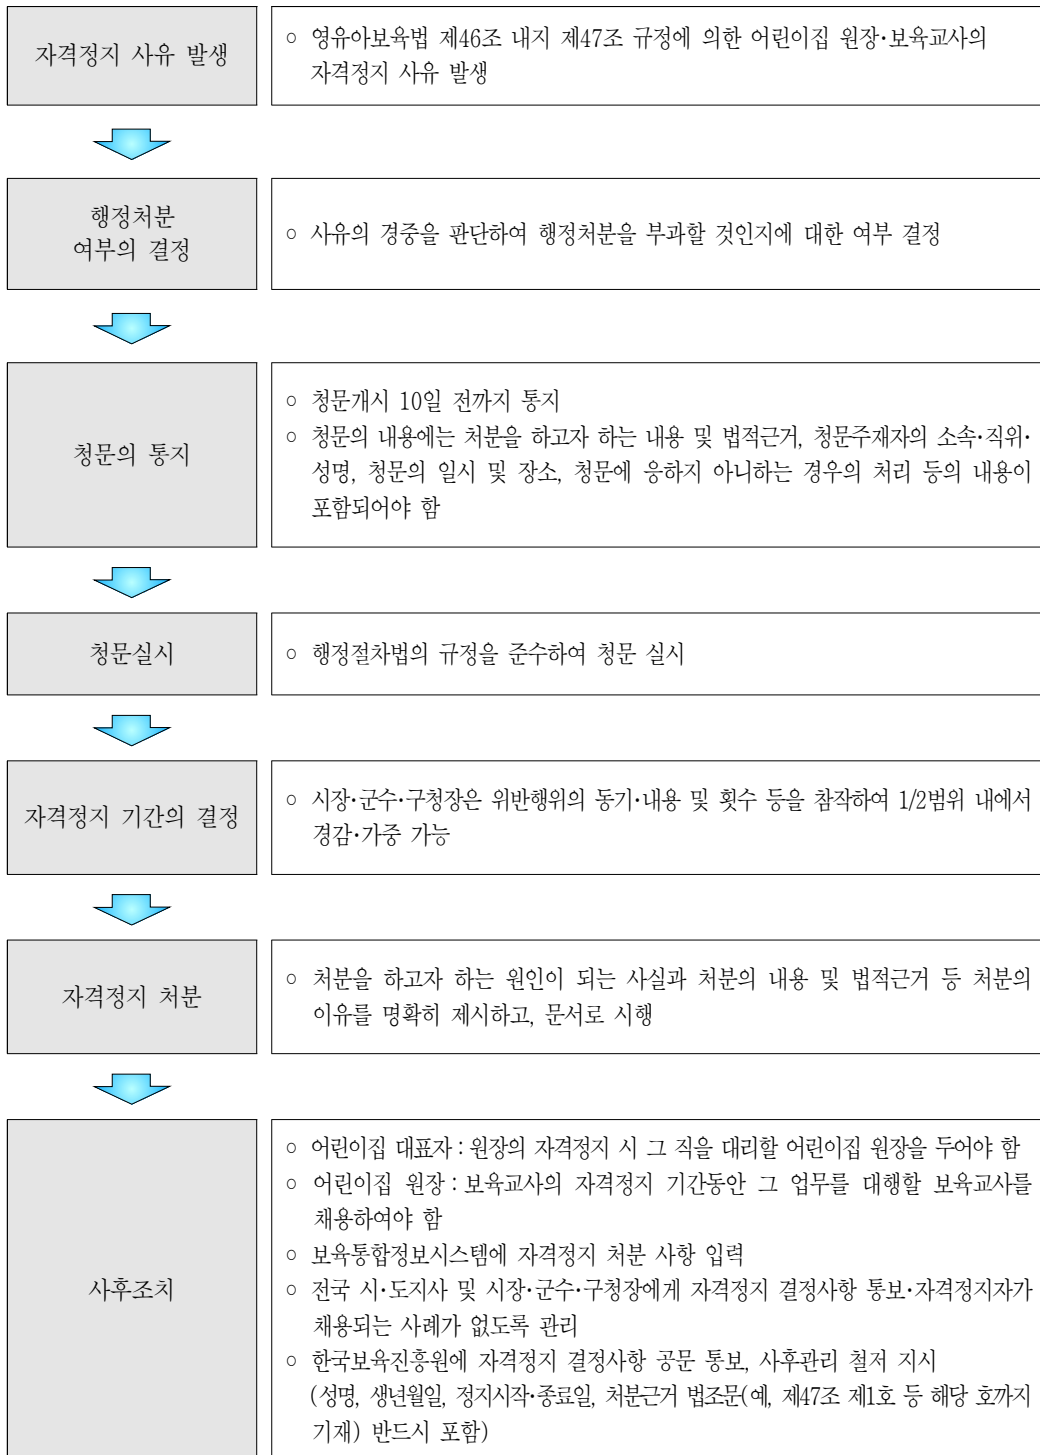 자격정지 사유 발생
○ 영유아보육법 제46조 내지 제47조 규정에 의한 어린이집 원장･보육교사의
자격정지 사유 발생
행정처분
여부의 결정
○ 사유의 경중을 판단하여 행정처분을 부과할 것인지에 대한 여부 결정
청문의 통지
○ 청문개시 10일 전까지 통지
○ 청문의 내용에는 처분을 하고자 하는 내용 및 법적근거, 청문주재자의 소속･직위･
성명, 청문의 일시 및 장소, 청문에 응하지 아니하는 경우의 처리 등의 내용이
포함되어야 함
청문실시
○ 행정절차법의 규정을 준수하여 청문 실시
자격정지 기간의 결정
○ 시장･군수･구청장은 위반행위의 동기･내용 및 횟수 등을 참작하여 1/2범위 내에서
경감･가중 가능
자격정지 처분
○ 처분을 하고자 하는 원인이 되는 사실과 처분의 내용 및 법적근거 등 처분의
이유를 명확히 제시하고, 문서로 시행
사후조치
○ 어린이집 대표자 : 원장의 자격정지 시 그 직을 대리할 어린이집 원장을 두어야 함
○ 어린이집 원장 : 보육교사의 자격정지 기간동안 그 업무를 대행할 보육교사를
채용하여야 함
○ 보육통합정보시스템에 자격정지 처분 사항 입력
○ 전국 시･도지사 및 시장･군수･구청장에게 자격정지 결정사항 통보･자격정지자가
채용되는 사례가 없도록 관리
○ 한국보육진흥원에 자격정지 결정사항 공문 통보, 사후관리 철저 지시
(성명, 생년월일, 정지시작･종료일, 처분근거 법조문(예, 제47조 제1호 등 해당 호까지
기재) 반드시 포함)